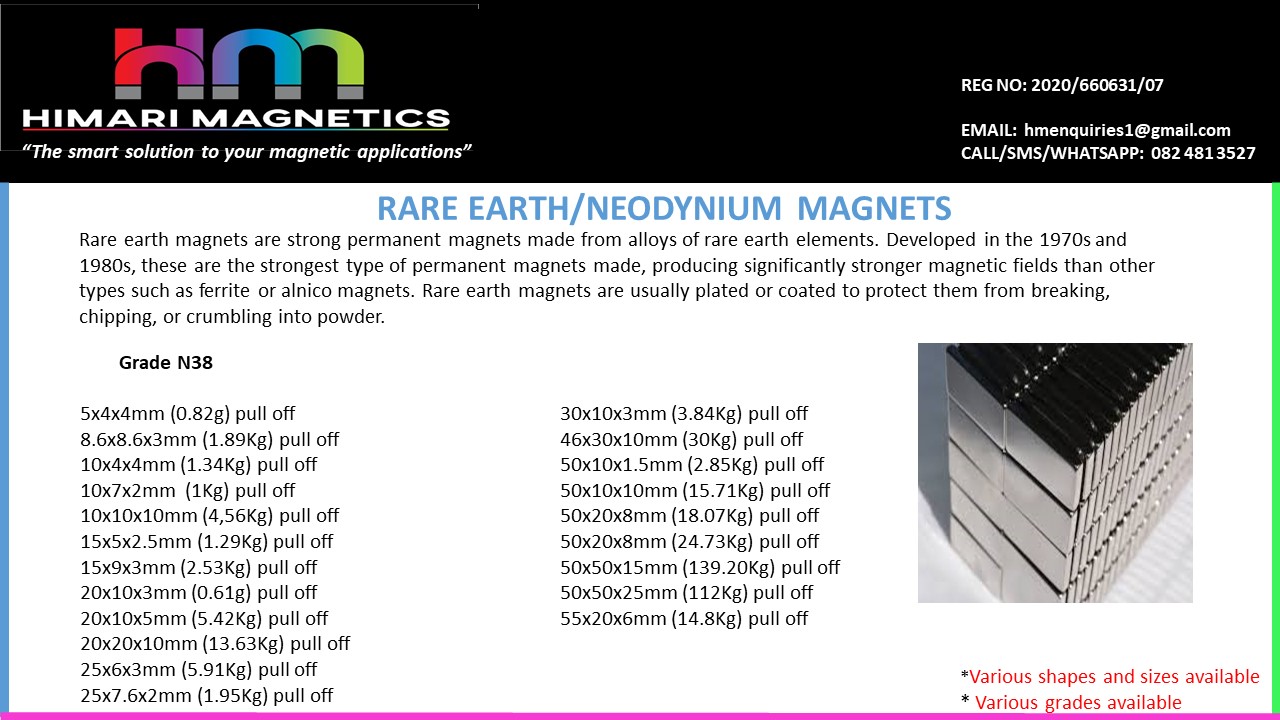 hm
HIMARI MAGNETICS
“The smart solution to your magnetic applications”
REG NO: 2020/660631/07
EMAIL: hmenquiries1@gmail.com
CALL/SMS/WHATSAPP: 082 481 3527
RARE EARTH/NEODYNIUM MAGNETS
Rare earth magnets are strong permanent magnets made from alloys of rare earth elements. Developed in the 1970s and
1980s, these are the strongest type of permanent magnets made, producing significantly stronger magnetic fields than other
types such as ferrite or alnico magnets. Rare earth magnets are usually plated or coated to protect them from breaking,
chipping, or crumbling into powder.
Grade N38
5x4x4mm (0.82g) pull off
8.6x8.6x3mm (1.89Kg) pull off
10x4x4mm (1.34Kg) pull off
10x7x2mm (1Kg) pull off
10x10x10mm (4,56Kg) pull off
15x5x2.5mm (1.29Kg) pull off
15x9x3mm (2.53Kg) pull off
20x10x3mm (0.61g) pull off
20x10x5mm (5.42Kg) pull off
20x20x10mm (13.63Kg) pull off
25x6x3mm (5.91Kg) pull off
25x7.6x2mm (1.95Kg) pull off
30x10x3mm (3.84Kg) pull off
46x30x10mm (30Kg) pull off
50x10x1.5mm (2.85Kg) pull off
50x10x10mm (15.71Kg) pull off
50x20x8mm (18.07Kg) pull off
50x20x8mm (24.73Kg) pull off
50x50x15mm (139.20Kg) pull off
50x50x25mm (112Kg) pull off
55x20x6mm (14.8Kg) pull off
*Various shapes and sizes available
* Various grades available